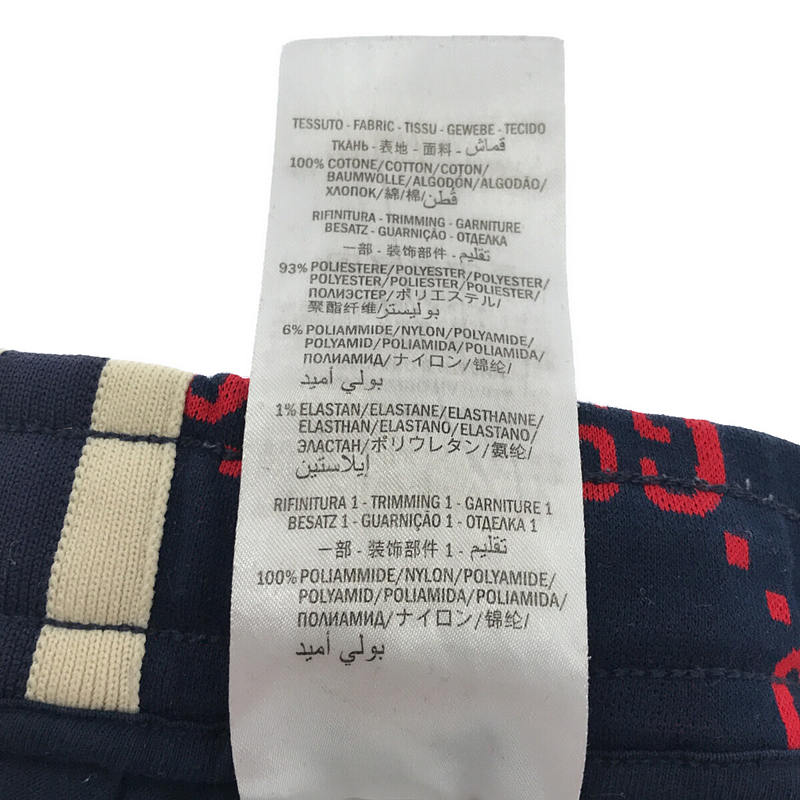 TESSUTO - FABRIC - TISSU - GEWEBE - TECIDO
ТКАНЬ - 表地 - 面料 - قماش
100% COTONE/COTTON/COTON/
BAUMWOLLE/ALGODÓN/ALGODÃO/
ХЛОПОК/綿/棉/قُطن
RIFINITURA - TRIMMING - GARNITURE
BESATZ - GUARNIÇÃO - ОТДЕЛКА
一部 - 装饰部件 - تقليم
93% POLIESTERE/POLYESTER/POLYESTER/
POLYESTER/POLIESTER/POLIESTER/
ПОЛИЭСТЕР/ポリエステル/
聚酯纤维/بوليستر
6% POLIAMMIDE/NYLON/POLYAMIDE/
POLYAMID/POLIAMIDA/POLIAMIDA/
ПОЛИАМИД/ナイロン/锦纶/
بولي أميد
1% ELASTAN/ELASTANE/ELASTHANNE/
ELASTHAN/ELASTANO/ELASTANO/
ЭЛАСТАН/ポリウレタン/氨纶/
إيلاستين
RIFINITURA 1 - TRIMMING 1 - GARNITURE 1
BESATZ 1 - GUARNIÇÃO 1 - ОТДЕЛКА 1
一部 - 装饰部件 1 - تقليم
100% POLIAMMIDE/NYLON/POLYAMIDE/
POLYAMID/POLIAMIDA/POLIAMIDA/
ПОЛИАМИД/ナイロン/锦纶/
بولي أميد